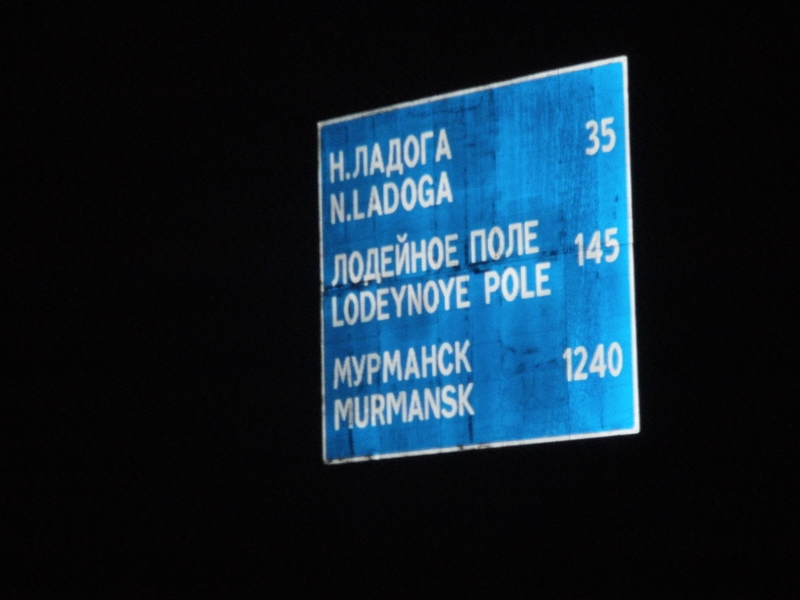 Н.ЛАДОГА 35
N.LADOGA
ЛОДЕЙНОЕ ПОЛЕ 145
LODEYNOYE POLE
МУРМАНСК 1240
MURMANSK